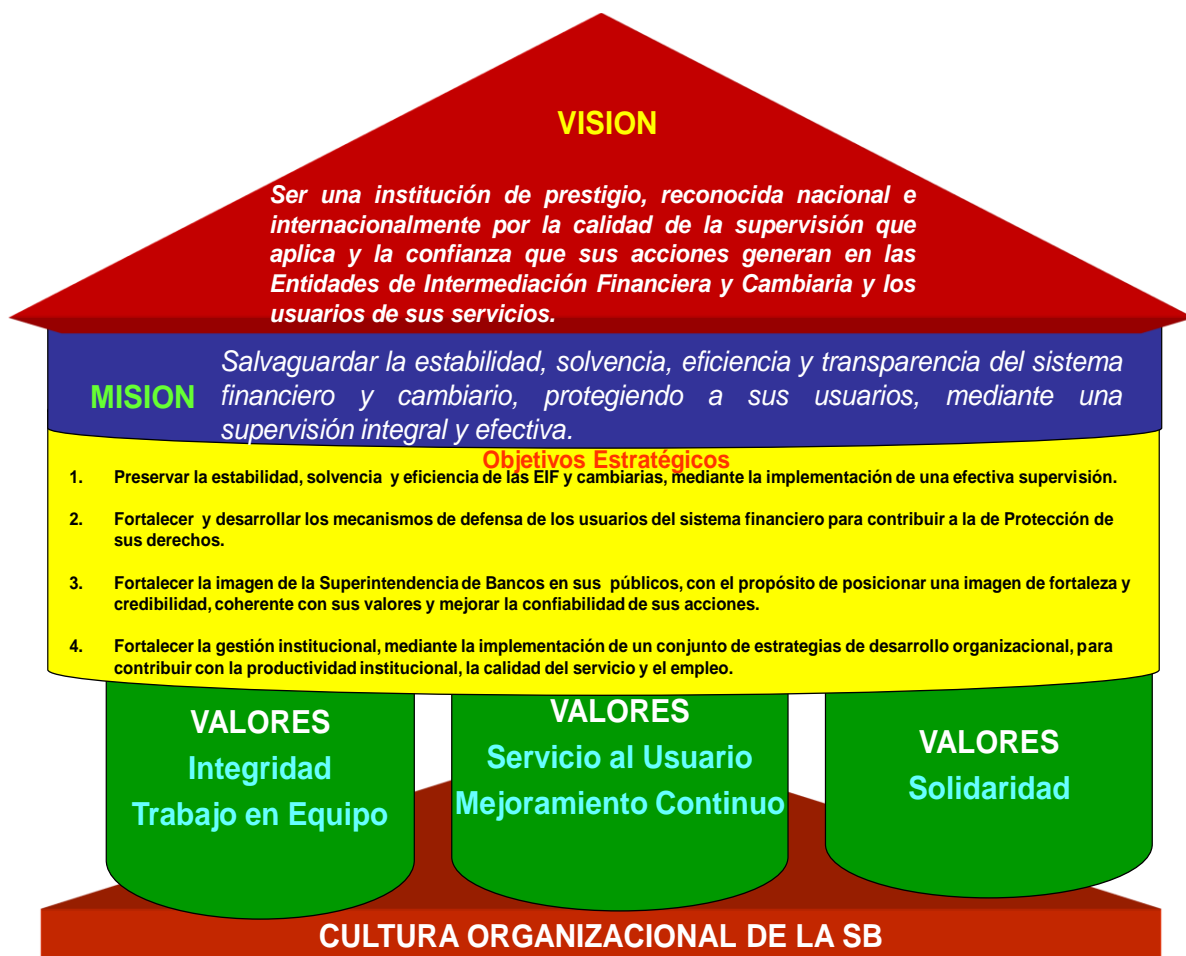 VISION
Ser una institución de prestigio, reconocida nacional e
internacionalmente por la calidad de la supervisión que
aplica y la confianza que sus acciones generan en las
Entidades de Intermediación Financiera y Cambiaria y los
usuarios de sus servicios.
MISION
Salvaguardar la estabilidad, solvencia, eficiencia y transparencia del sistema
financiero y cambiario, protegiendo a sus usuarios, mediante una
supervisión integral y efectiva.
Objetivos Estratégicos
1. Preservar la estabilidad, solvencia y eficiencia de las EIF y cambiarias, mediante la implementación de una efectiva supervisión.
2. Fortalecer y desarrollar los mecanismos de defensa de los usuarios del sistema financiero para contribuir a la de Protección de
sus derechos.
3. Fortalecer la imagen de la Superintendencia de Bancos en sus públicos, con el propósito de posicionar una imagen de fortaleza y
credibilidad, coherente con sus valores y mejorar la confiabilidad de sus acciones.
4. Fortalecer la gestión institucional, mediante la implementación de un conjunto de estrategias de desarrollo organizacional, para
contribuir con la productividad institucional, la calidad del servicio y el empleo.
VALORES
Integridad
Trabajo en Equipo
VALORES
Servicio al Usuario
Mejoramiento Continuo
VALORES
Solidaridad
CULTURA ORGANIZACIONAL DE LA SB